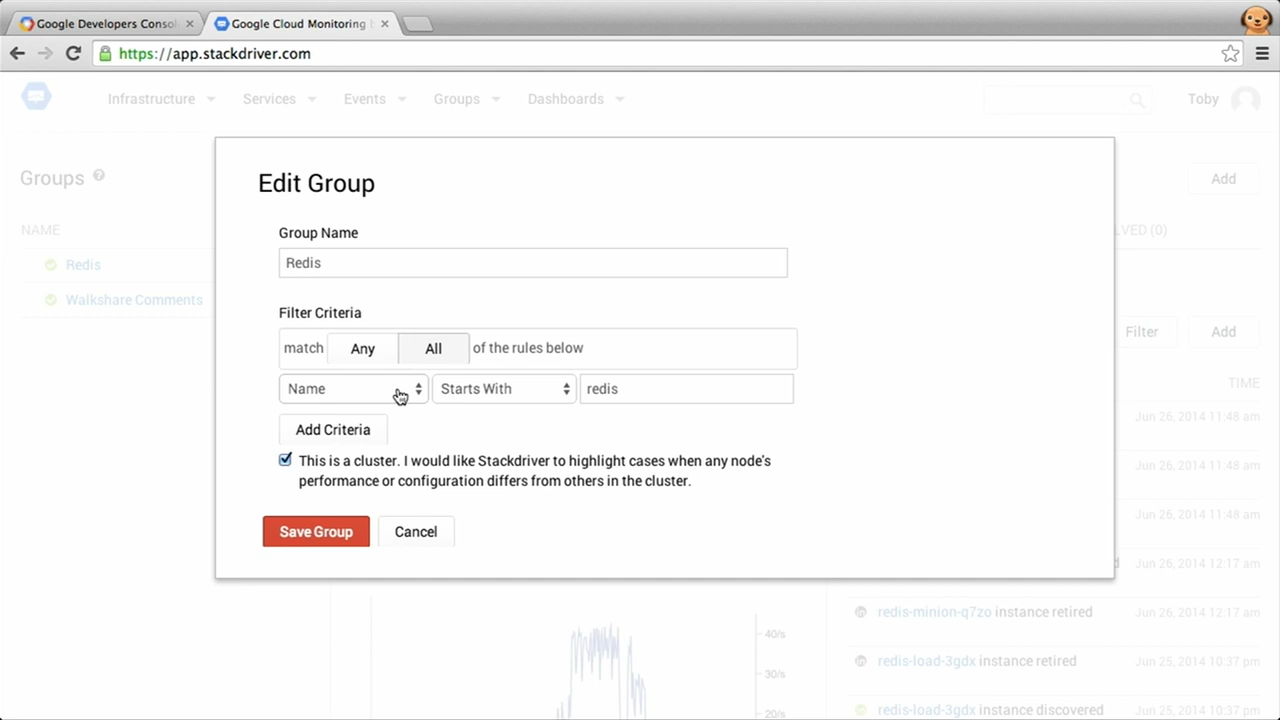 Google Developers Conso
Google Cloud Monitoring
https://app.stackdriver.com
Infrastructure Services Events Groups Dashboards
Toby
Groups
Add
NAME
LVED (0)
Redis
Walkshare Comments
Edit Group
Group Name
Redis
Filter Criteria
match Any All of the rules below
Name Starts With redis
Add Criteria
This is a cluster. I would like Stackdriver to highlight cases when any node's
performance or configuration differs from others in the cluster.
Save Group Cancel
Filter Add
TIME
Jun 26, 2014 11:48 am
Jun 26, 2014 11:48 am
Jun 26, 2014 11:48 am
d Jun 26, 2014 12:17 am
redis-minion-q7zo instance retired Jun 26, 2014 12:17 am
redis-load-3gdx instance retired Jun 25, 2014 10:37 pm
redis-load-3gdx instance discovered Jun 25, 2014 10:37 pm
40/s
30/s
20/s